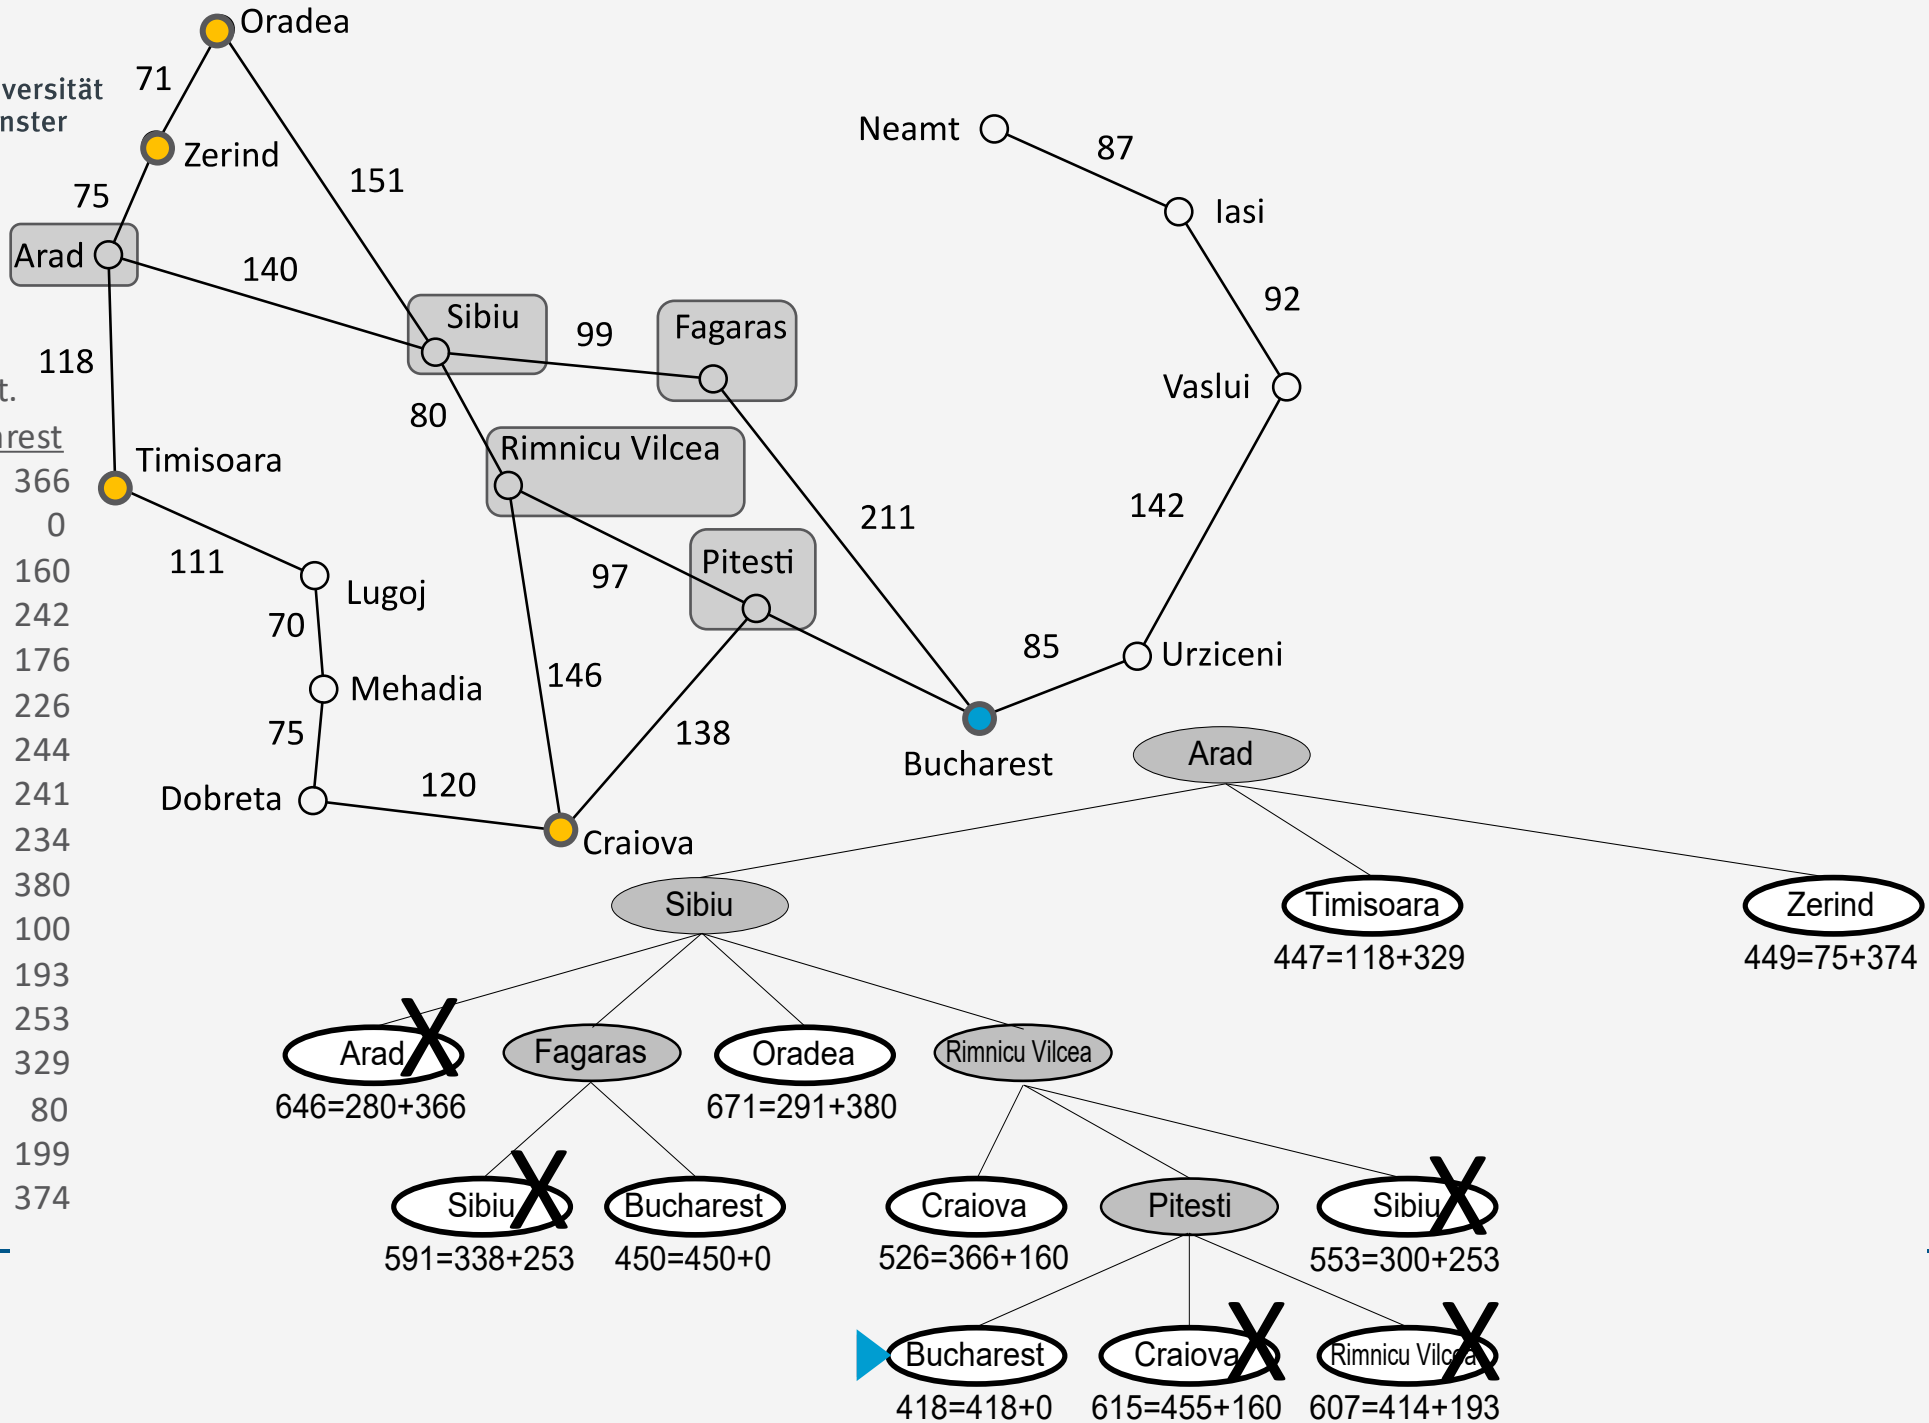 Oradea
71
versität
nster
Zerind
75
151
Neamt
87
Iasi
Arad
140
92
Sibiu
99
Fagaras
118
t.
Vaslui
80
rest
Timisoara
Rimnicu Vilcea
366
0
211
142
111
Pitesti
160
97
Lugoj
242
70
85
Urziceni
176
146
Mehadia
226
75
138
244
Bucharest
Arad
241
Dobreta
120
234
Craiova
380
Sibiu
Timisoara
Zerind
100
447=118+329
449=75+374
193
253
Arad X
Fagaras
Oradea
Rimnicu Vilcea
329
646=280+366
671=291+380
80
199
374
Sibiu X
Bucharest
Craiova
Pitesti
Sibiu X
591=338+253
450=450+0
526=366+160
553=300+253
Bucharest
Craiova X
Rimnicu Vilcea X
418=418+0
615=455+160
607=414+193